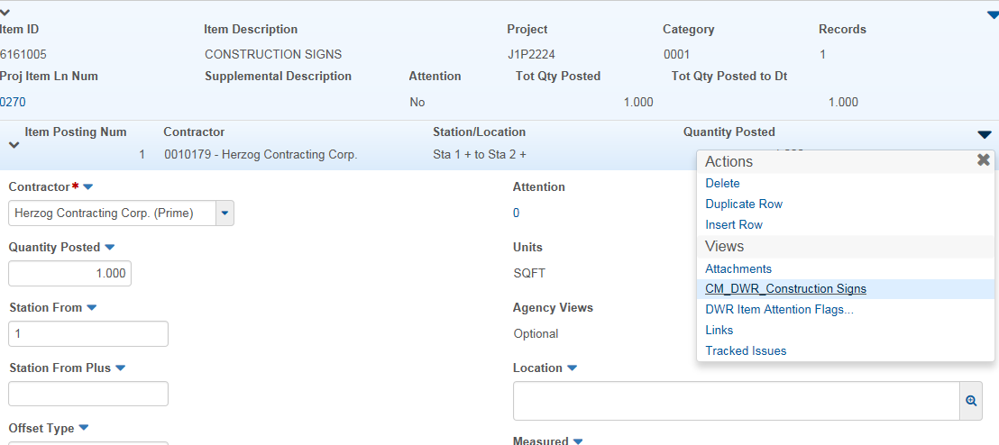 Item ID Item Description Project Category Records
6161005 CONSTRUCTION SIGNS J1P2224 0001 1
Proj Item Ln Num Supplemental Description Attention Tot Qty Posted Tot Qty Posted to Dt
0270 No 1.000 1.000
Item Posting Num Contractor Station/Location Quantity Posted
1 0010179 - Herzog Contracting Corp. Sta 1 + to Sta 2 +
Actions
Delete
Duplicate Row
Insert Row
Views
Attachments
CM_DWR_Construction Signs
DWR Item Attention Flags...
Links
Tracked Issues
Contractor*
Herzog Contracting Corp. (Prime)
Quantity Posted
1.000
Station From
1
Station From Plus
Offset Type
Attention
0
Units
SQFT
Agency Views
Optional
Location
Measured